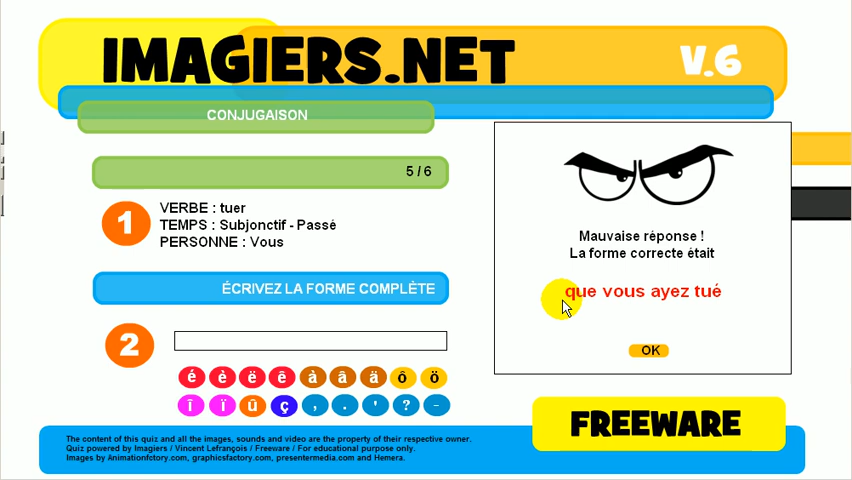 IMAGIERS.NET
V.6
CONJUGAISON
5 / 6
1
VERBE : tuer
TEMPS : Subjonctif - Passé
PERSONNE : Vous
ÉCRIVEZ LA FORME COMPLÈTE
2
é è ë ê à â ä ô ö
î ï û ç , . ' ? -
Mauvaise réponse !
La forme correcte était
que vous ayez tué
OK
FREEWARE
The content of this quiz and all the images, sounds and video are the property of their respective owner.
Quiz powered by Imagiers / Vincent Lefrançois / Freeware / For educational purpose only.
Images by Animationfctory.com, graphicsfactory.com, presentermedia.com and Hemera.